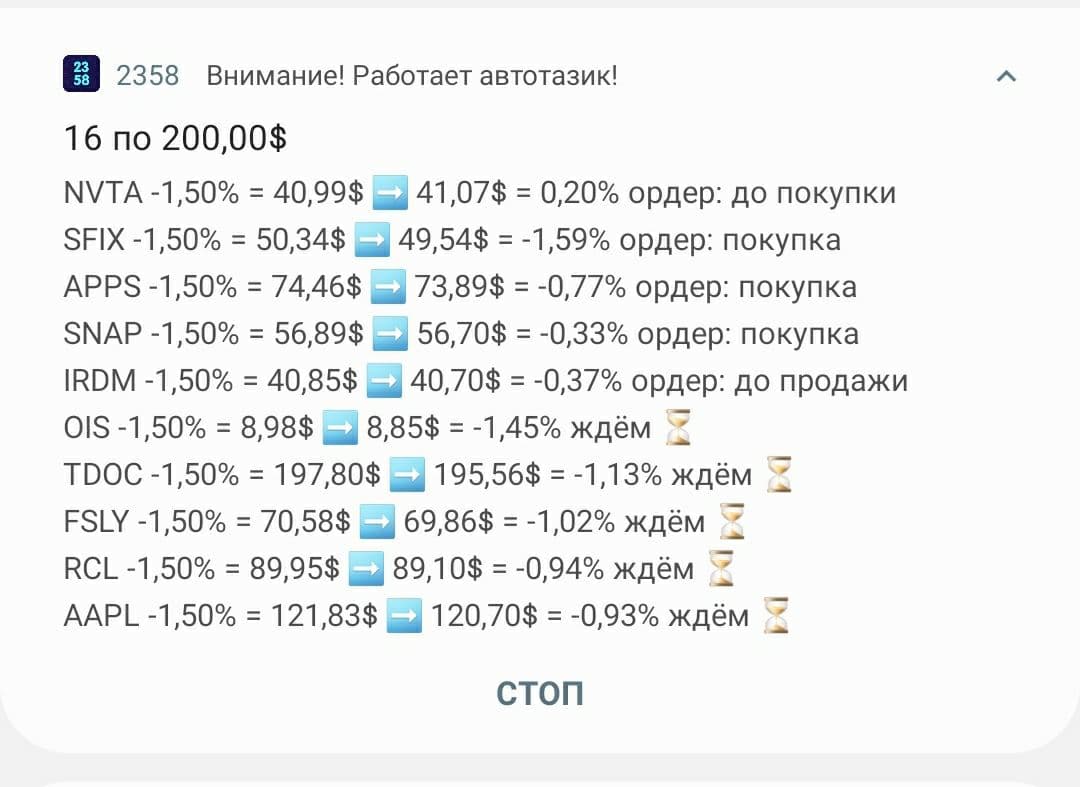 23 58 2358 Внимание! Работает автотазик!
16 по 200,00$
NVTA -1,50% = 40,99$ ➡ 41,07$ = 0,20% ордер: до покупки
SFIX -1,50% = 50,34$ ➡ 49,54$ = -1,59% ордер: покупка
APPS -1,50% = 74,46$ ➡ 73,89$ = -0,77% ордер: покупка
SNAP -1,50% = 56,89$ ➡ 56,70$ = -0,33% ордер: покупка
IRDM -1,50% = 40,85$ ➡ 40,70$ = -0,37% ордер: до продажи
OIS -1,50% = 8,98$ ➡ 8,85$ = -1,45% ждём ⏳
TDOC -1,50% = 197,80$ ➡ 195,56$ = -1,13% ждём ⏳
FSLY -1,50% = 70,58$ ➡ 69,86$ = -1,02% ждём ⏳
RCL -1,50% = 89,95$ ➡ 89,10$ = -0,94% ждём ⏳
AAPL -1,50% = 121,83$ ➡ 120,70$ = -0,93% ждём ⏳
СТОП